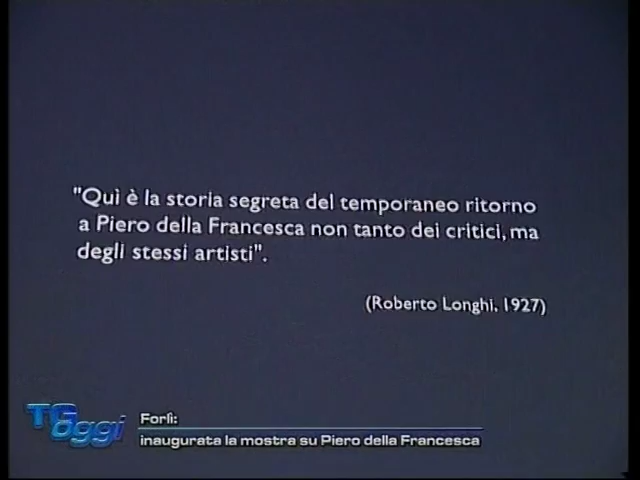 "Quì è la storia segreta del temporaneo ritorno
a Piero della Francesca non tanto dei critici, ma
degli stessi artisti".
(Roberto Longhi, 1927)
TG oggi
Forlì:
inaugurata la mostra su Piero della Francesca